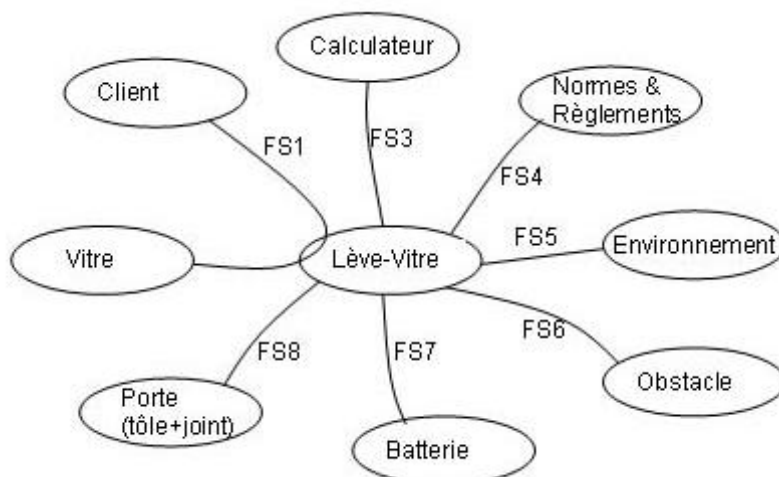 Calculateur
Client
Normes &
Règlements
FS1
FS3
FS4
Vitre
Lève-Vitre
FS5
Environnement
FS8
FS7
FS6
Porte
(tôle+joint)
Obstacle
Batterie